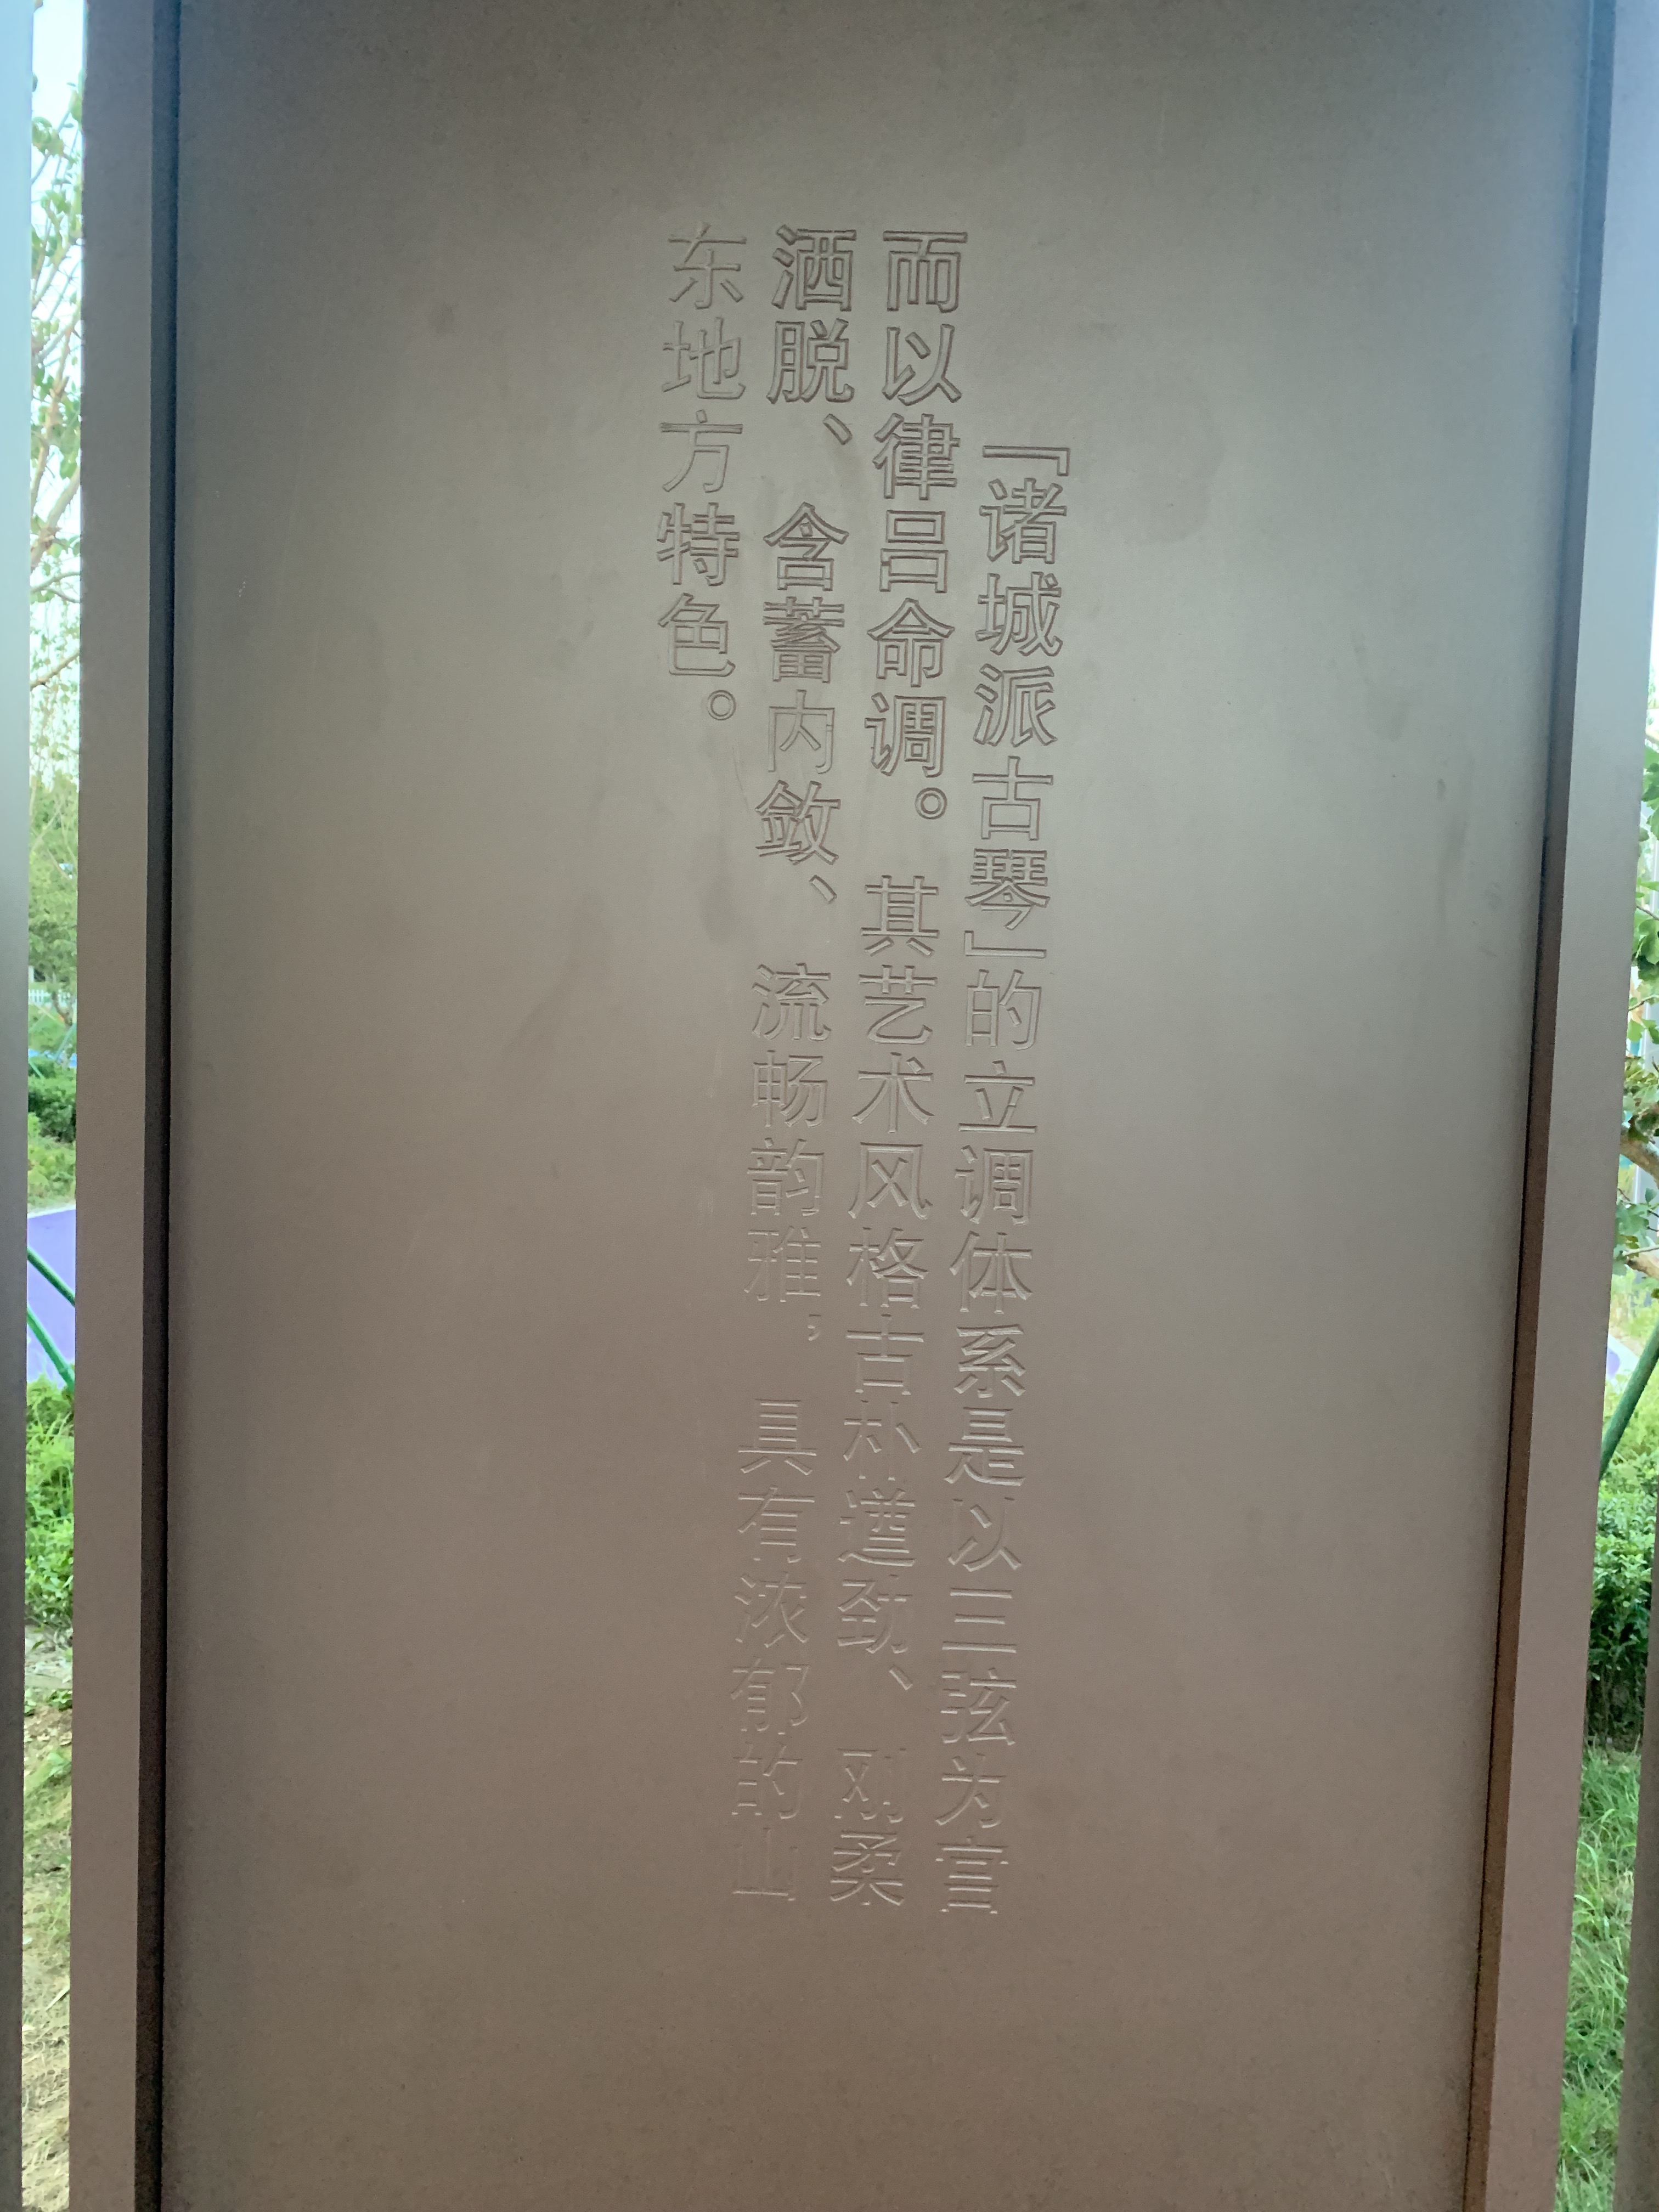 「诸城派古琴」的立调体系是以三弦为宫
而以律吕命调。其艺术风格古朴遒劲、刚柔
洒脱、含蓄内敛、流畅韵雅，具有浓郁的山
东地方特色。